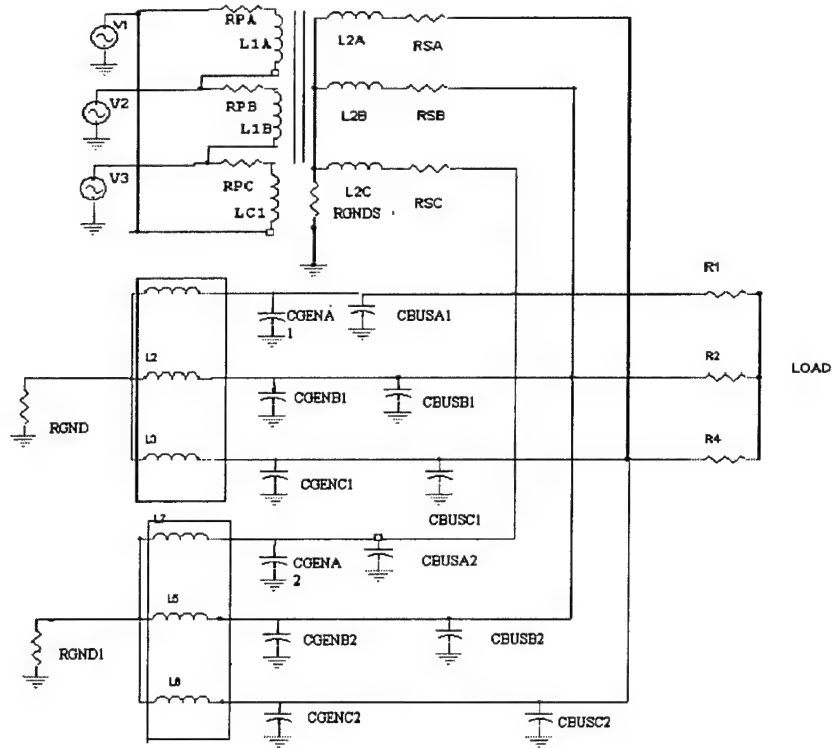 V1
RPA
L1A
L2A
RSA
V2
RPB
L1B
L2B
RSB
V3
RPC
LC1
L2C
RGNDS
RSC
R1
CGENA
1
CBUSA1
L2
R2
LOAD
RGND
CGENB1
CBUSB1
L3
R4
CGENC1
CBUSC1
L7
CGENA
2
CBUSA2
L5
RGND1
CGENB2
CBUSB2
L6
CGENC2
CBUSC2